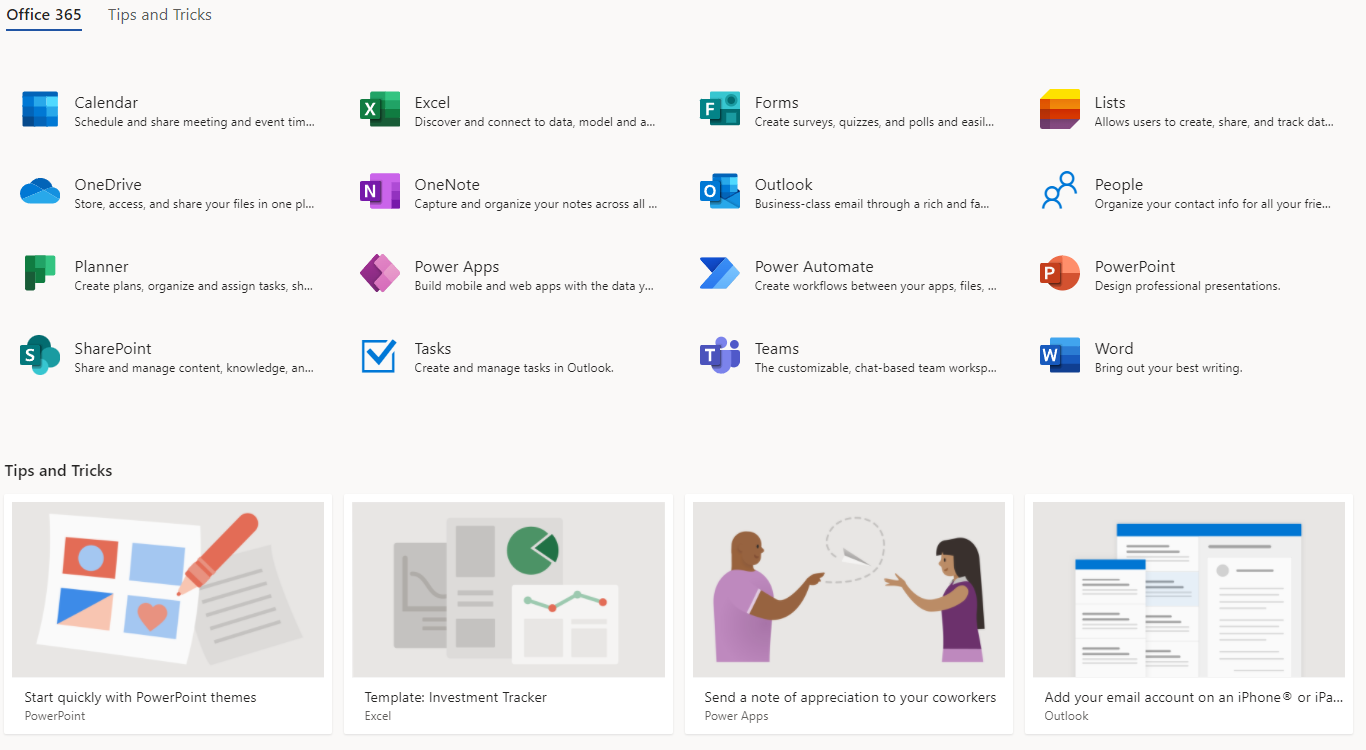 Office 365 Tips and Tricks
Calendar
Schedule and share meeting and event tim...
X
Excel
Discover and connect to data, model and a...
F
Forms
Create surveys, quizzes, and polls and easil...
Lists
Allows users to create, share, and track dat...
OneDrive
Store, access, and share your files in one pl...
N
OneNote
Capture and organize your notes across all ...
O
Outlook
Business-class email through a rich and fa...
People
Organize your contact info for all your frie...
Planner
Create plans, organize and assign tasks, sh...
Power Apps
Build mobile and web apps with the data y...
Power Automate
Create workflows between your apps, files, ...
P
PowerPoint
Design professional presentations.
S
SharePoint
Share and manage content, knowledge, an...
Tasks
Create and manage tasks in Outlook.
T
Teams
The customizable, chat-based team worksp...
W
Word
Bring out your best writing.
Tips and Tricks
Start quickly with PowerPoint themes
PowerPoint
Template: Investment Tracker
Excel
Send a note of appreciation to your coworkers
Power Apps
Add your email account on an iPhone® or iPa...
Outlook